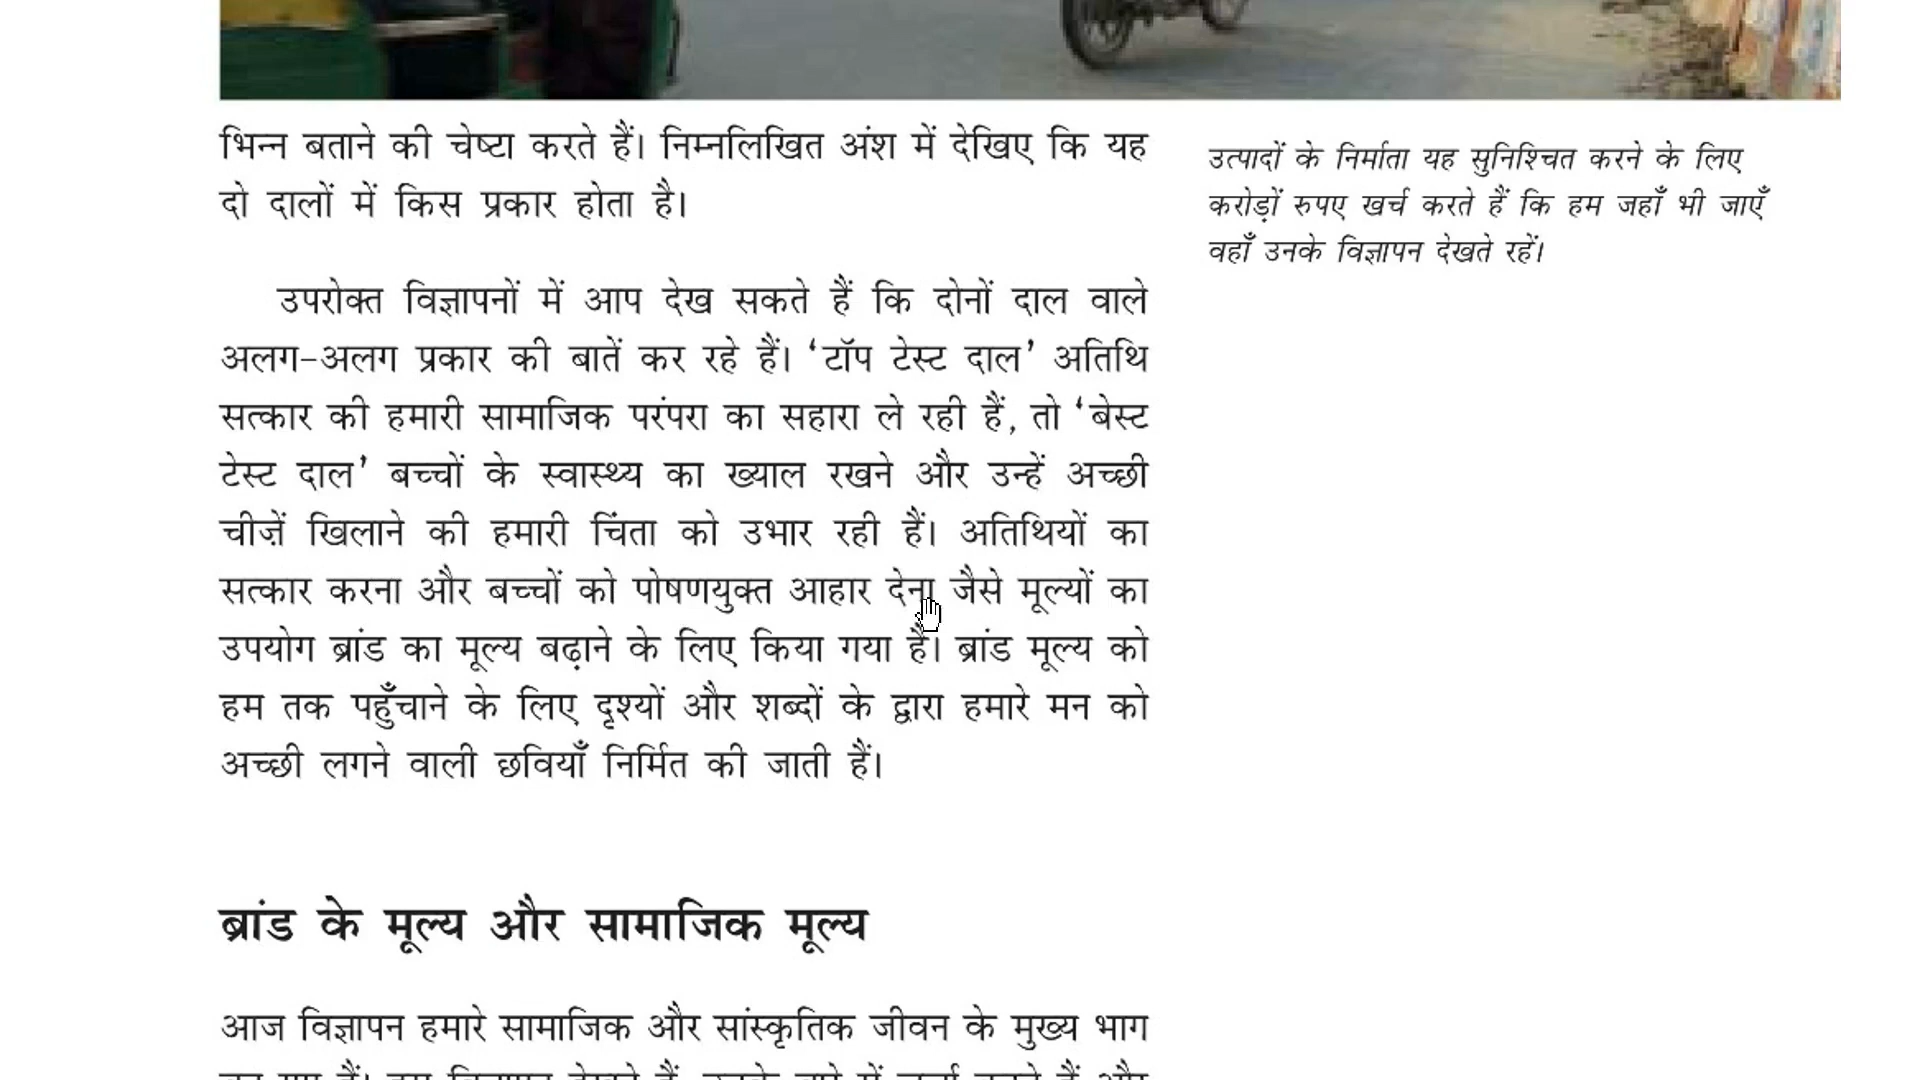 भिन्न बताने की चेष्टा करते हैं। निम्नलिखित अंश में देखिए कि यह
दो दालों में किस प्रकार होता है।
उपरोक्त विज्ञापनों में आप देख सकते हैं कि दोनों दाल वाले
अलग-अलग प्रकार की बातें कर रहे हैं। ‘टॉप टेस्ट दाल’ अतिथि
सत्कार की हमारी सामाजिक परंपरा का सहारा ले रही हैं, तो ‘बेस्ट
टेस्ट दाल’ बच्चों के स्वास्थ्य का ख्याल रखने और उन्हें अच्छी
चीज़ें खिलाने की हमारी चिंता को उभार रही हैं। अतिथियों का
सत्कार करना और बच्चों को पोषणयुक्त आहार देना जैसे मूल्यों का
उपयोग ब्रांड का मूल्य बढ़ाने के लिए किया गया है। ब्रांड मूल्य को
हम तक पहुँचाने के लिए दृश्यों और शब्दों के द्वारा हमारे मन को
अच्छी लगने वाली छवियाँ निर्मित की जाती हैं।
ब्रांड के मूल्य और सामाजिक मूल्य
आज विज्ञापन हमारे सामाजिक और सांस्कृतिक जीवन के मुख्य भाग
उत्पादों के निर्माता यह सुनिश्चित करने के लिए
करोड़ों रुपए खर्च करते हैं कि हम जहाँ भी जाएँ
वहाँ उनके विज्ञापन देखते रहें।